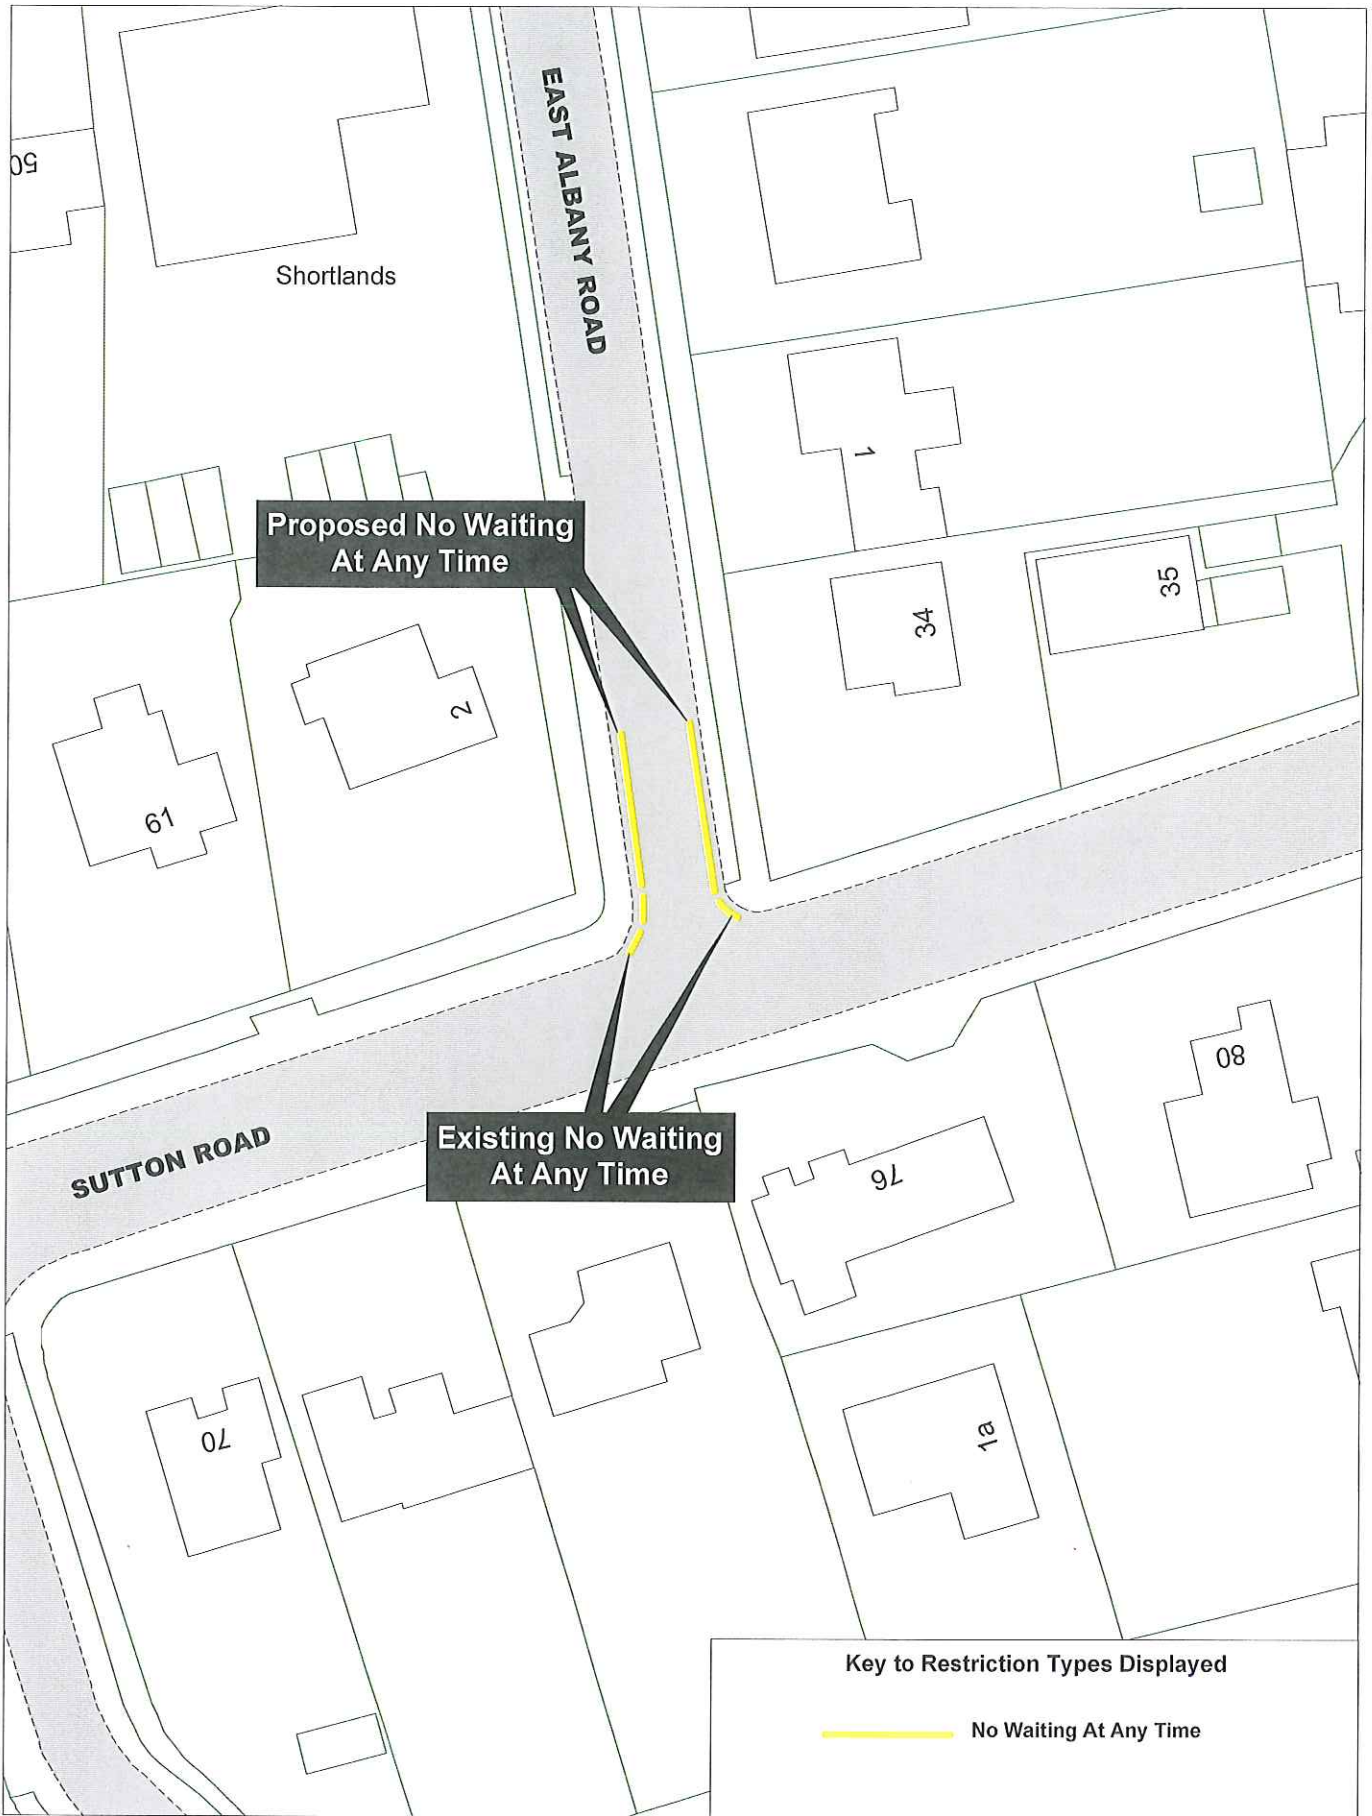 EAST ALBANY ROAD
50
Shortlands
1
Proposed No Waiting
At Any Time
35
34
2
61
80
SUTTON ROAD
Existing No Waiting
At Any Time
76
70
1a
Key to Restriction Types Displayed
No Waiting At Any Time